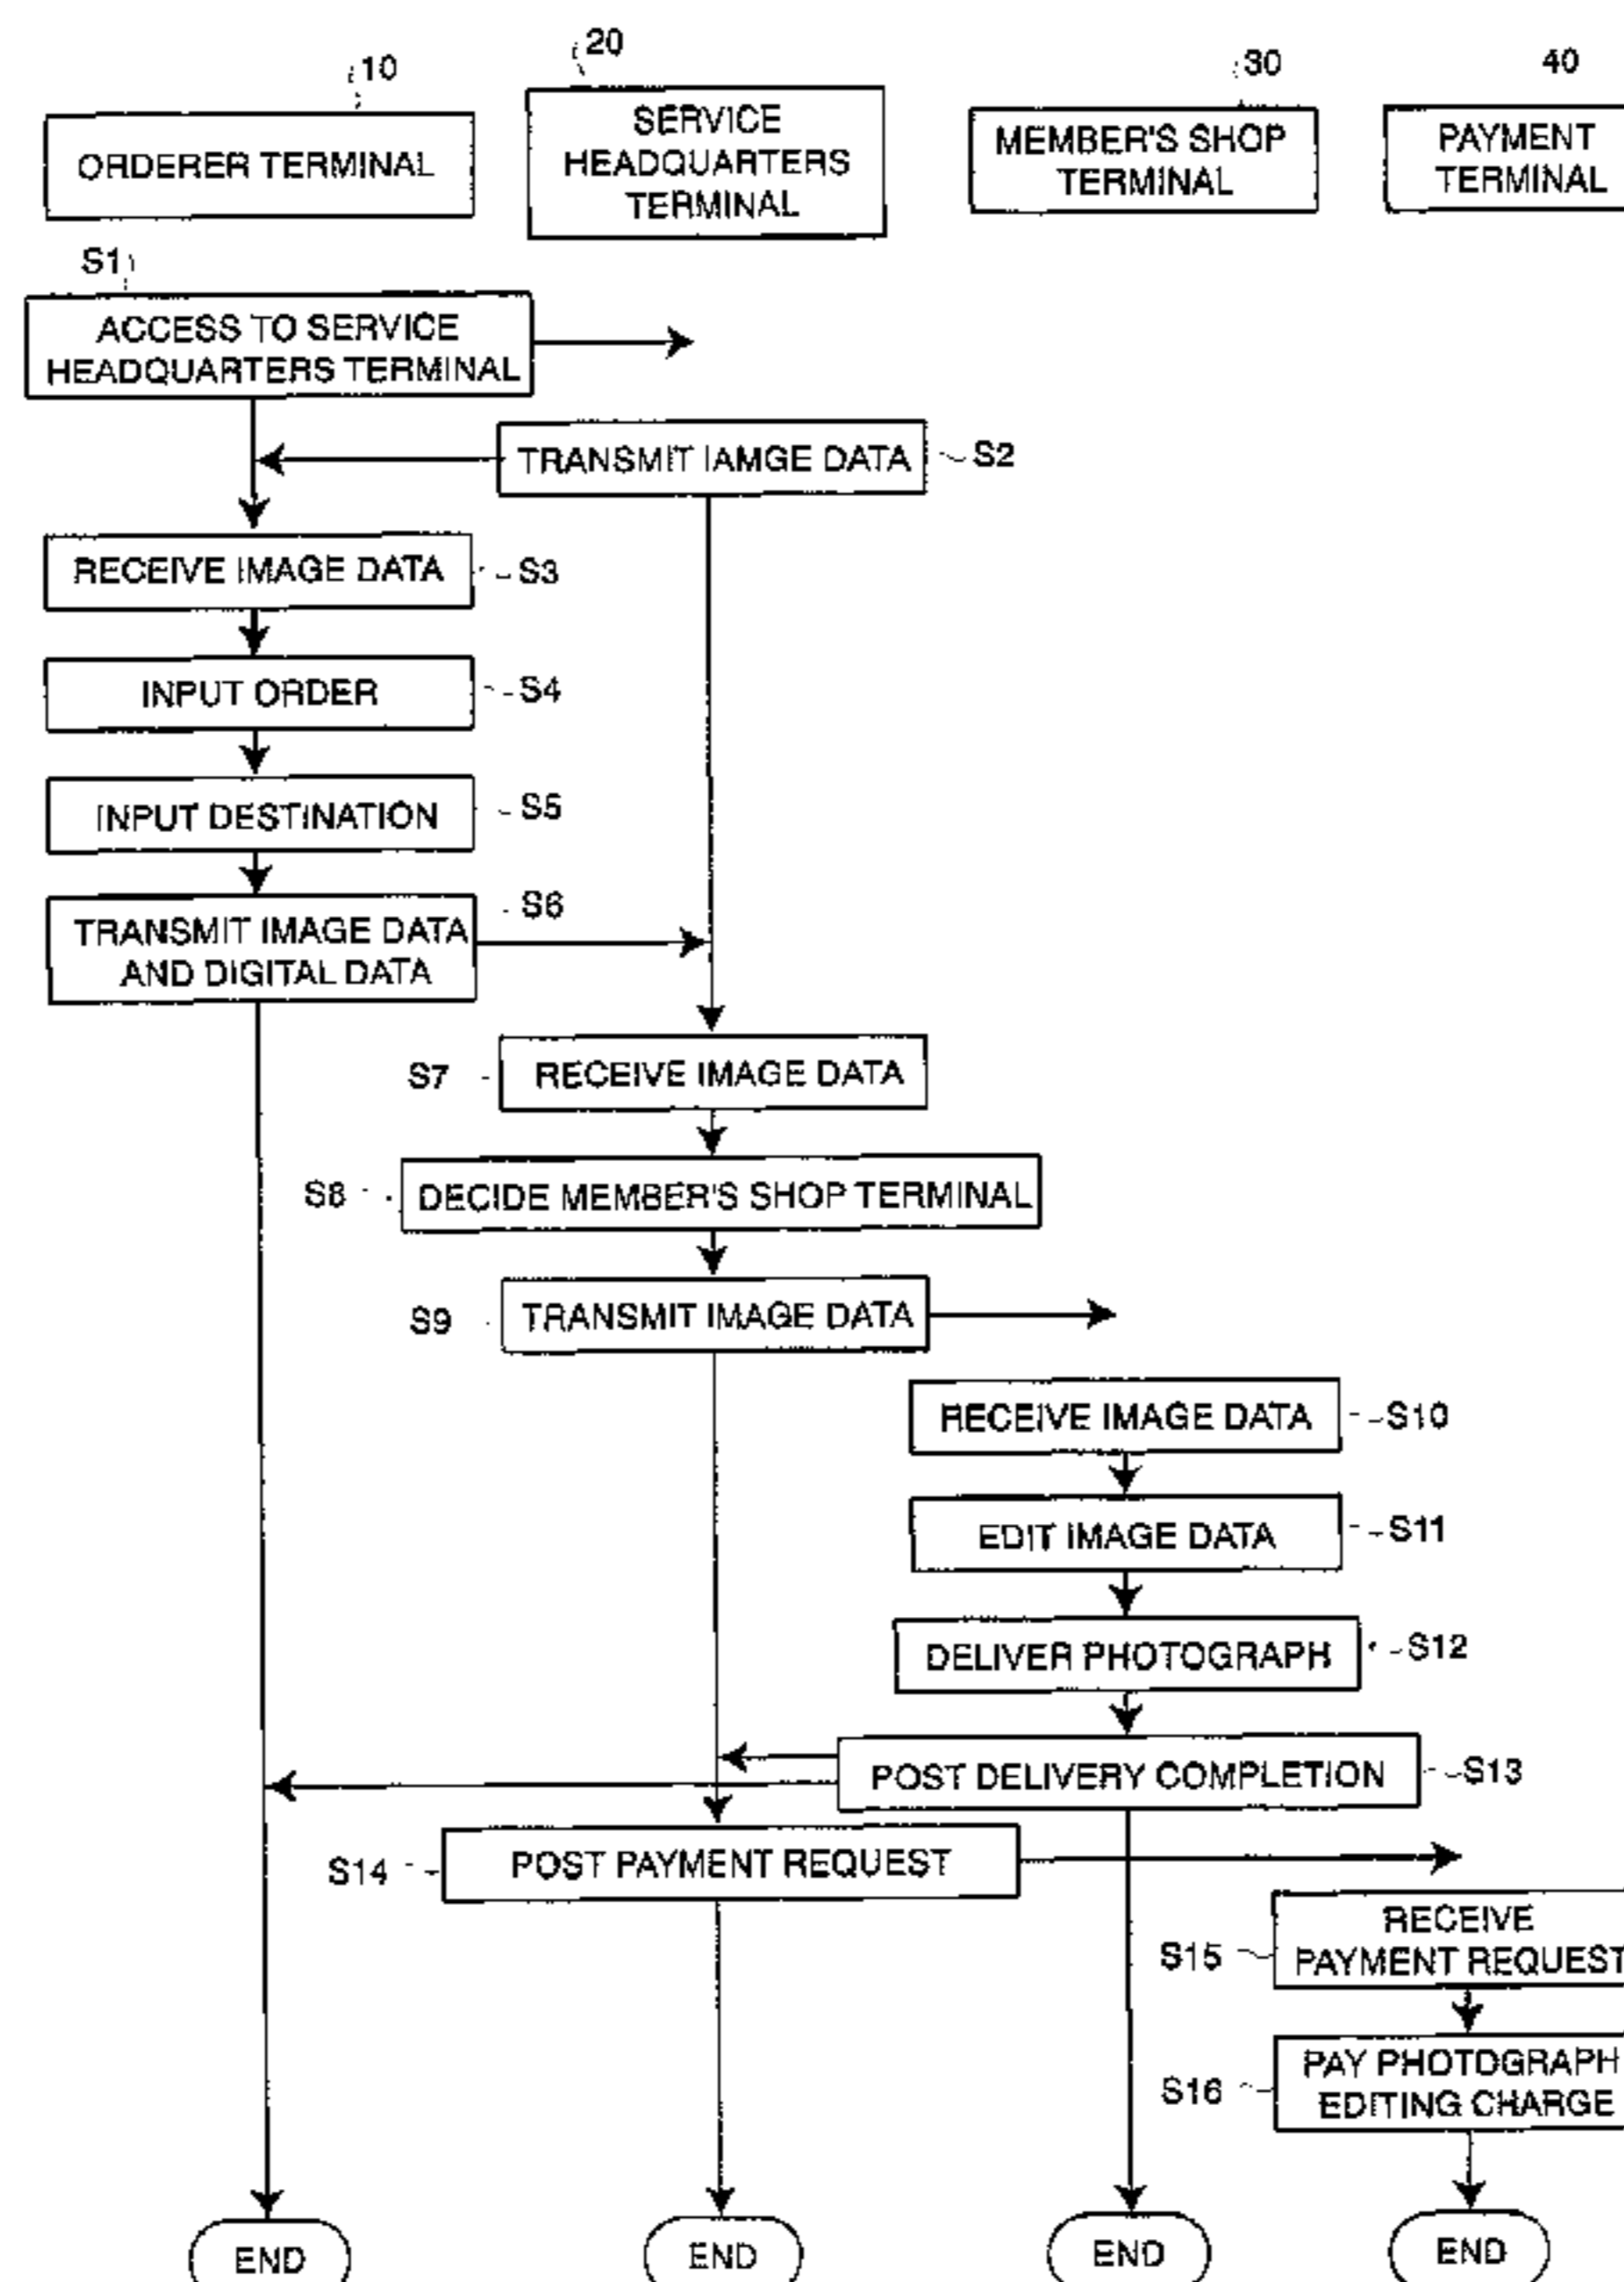 10
20
30
40
ORDERER TERMINAL
SERVICE
HEADQUARTERS
TERMINAL
MEMBER'S SHOP
TERMINAL
PAYMENT
TERMINAL
S1
ACCESS TO SERVICE
HEADQUARTERS TERMINAL
TRANSMIT IAMGE DATA
S2
RECEIVE IMAGE DATA
S3
INPUT ORDER
S4
INPUT DESTINATION
S5
TRANSMIT IMAGE DATA
AND DIGITAL DATA
S6
S7
RECEIVE IMAGE DATA
S8
DECIDE MEMBER'S SHOP TERMINAL
S9
TRANSMIT IMAGE DATA
RECEIVE IMAGE DATA
S10
EDIT IMAGE DATA
S11
DELIVER PHOTOGRAPH
S12
POST DELIVERY COMPLETION
S13
S14
POST PAYMENT REQUEST
S15
RECEIVE
PAYMENT REQUEST
S16
PAY PHOTOGRAPH
EDITING CHARGE
END
END
END
END